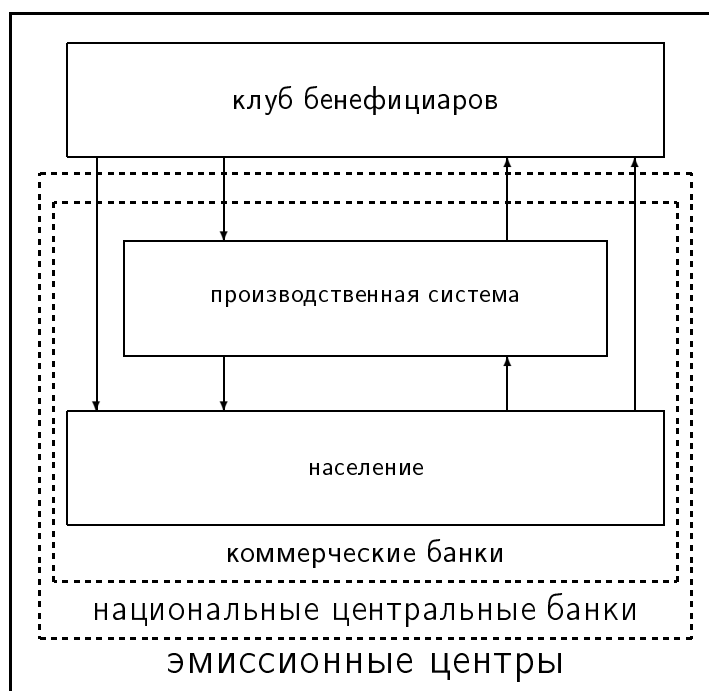 клуб бенефициаров
производственная система
население
коммерческие банки
национальные центральные банки
эмиссионные центры